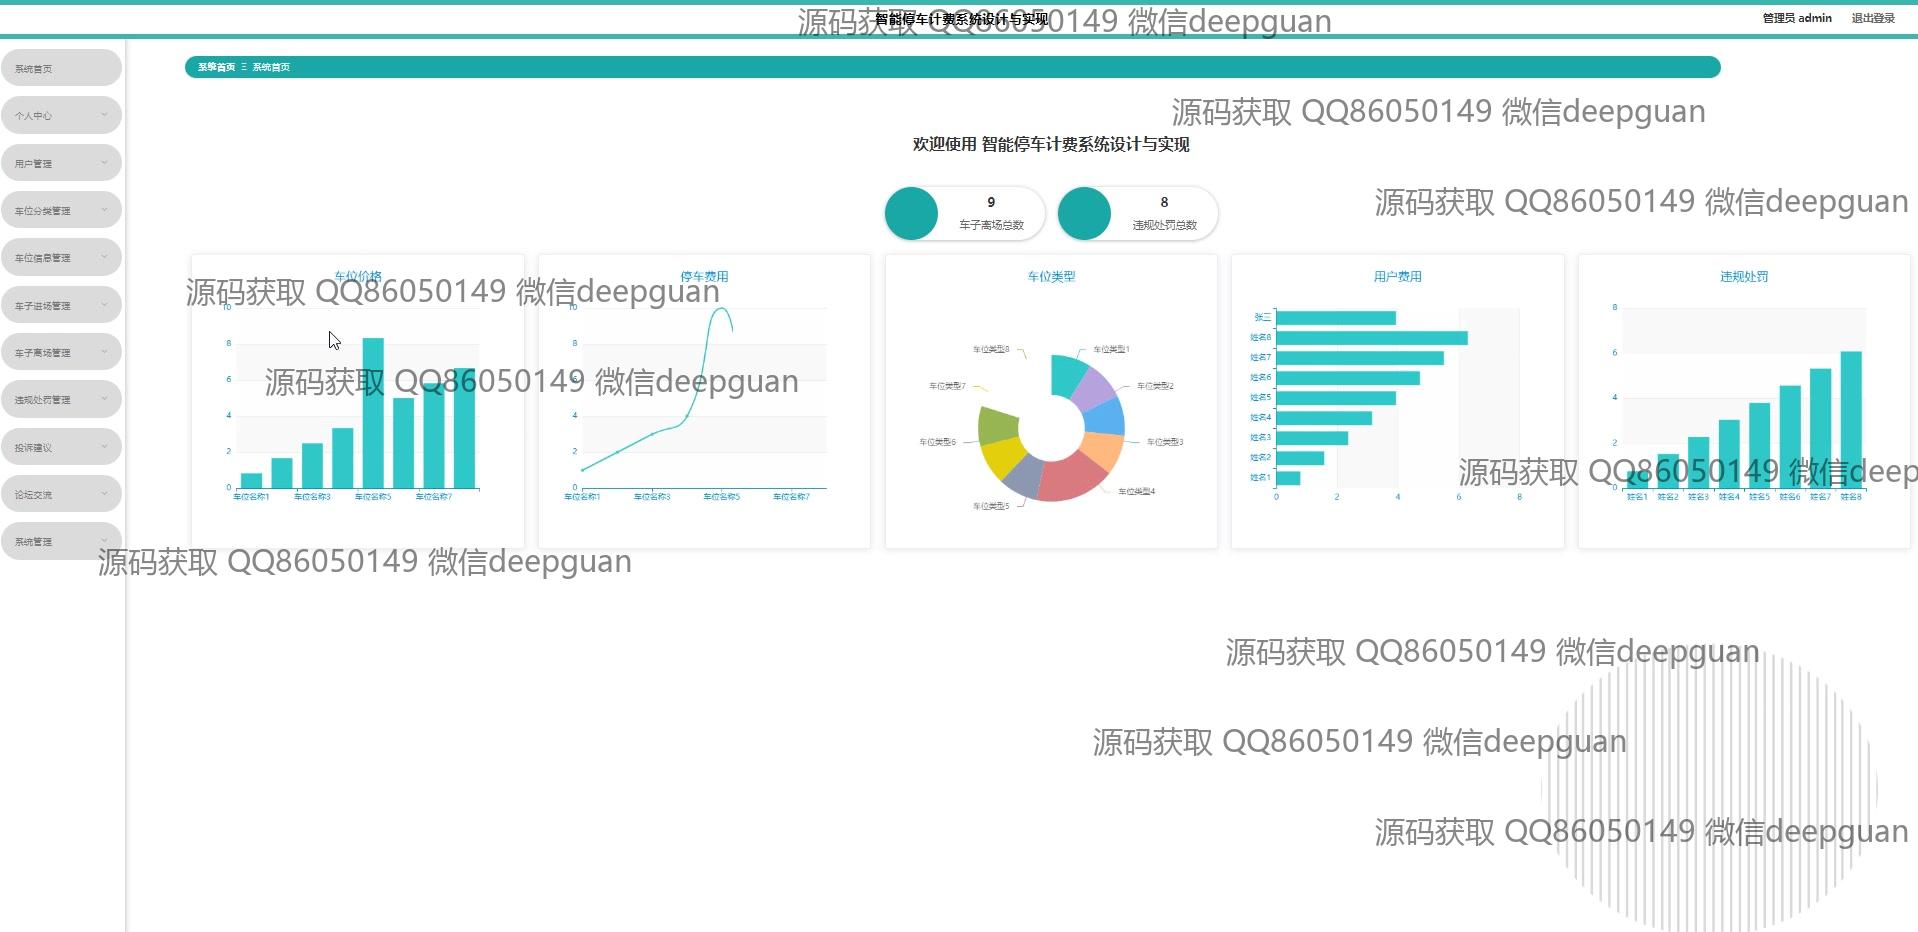 智能停车计费系统设计与实现
源码获取 QQ86050149 微信deepguan
管理员 admin
退出登录
系统首页
个人中心
用户管理
车位分类管理
车位信息管理
车子进场管理
车子离场管理
违规处罚管理
投诉建议
论坛交流
系统管理
系统首页 Ξ 系统首页
源码获取 QQ86050149 微信deepguan
欢迎使用 智能停车计费系统设计与实现
源码获取 QQ86050149 微信deepguan
9
车子离场总数
8
违规处罚总数
车位价格
源码获取 QQ86050149 微信deepguan
10
8
6
4
2
0
车位名称1 车位名称3 车位名称5 车位名称7
源码获取 QQ86050149 微信deepguan
停车费用
10
8
6
4
2
0
车位名称1 车位名称3 车位名称5 车位名称7
车位类型
车位类型8
车位类型1
车位类型7
车位类型2
车位类型6
车位类型3
车位类型4
车位类型5
用户费用
张三
姓名8
姓名7
姓名6
姓名5
姓名4
姓名3
姓名2
姓名1
0 2 4 6 8
违规处罚
8
6
4
2
0
姓名1 姓名2 姓名3 姓名4 姓名5 姓名6 姓名7 姓名8
源码获取 QQ86050149 微信deep
源码获取 QQ86050149 微信deepguan
源码获取 QQ86050149 微信deepguan
源码获取 QQ86050149 微信deepguan
源码获取 QQ86050149 微信deepguan